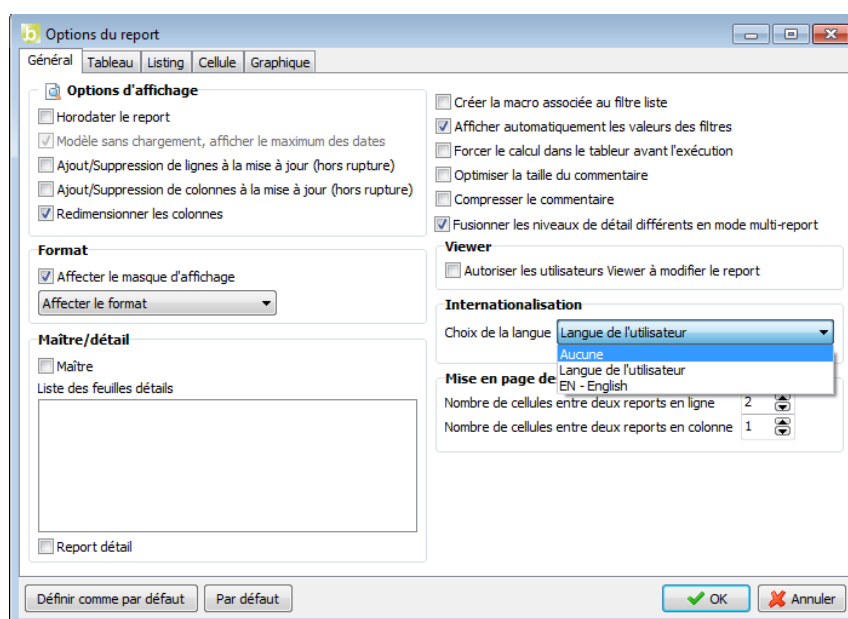 b Options du report
Général Tableau Listing Cellule Graphique
Options d'affichage
Horodater le report
Modèle sans chargement, afficher le maximum des dates
Ajout/Suppression de lignes à la mise à jour (hors rupture)
Ajout/Suppression de colonnes à la mise à jour (hors rupture)
Redimensionner les colonnes
Format
Affecter le masque d'affichage
Affecter le format
Maître/détail
Maître
Liste des feuilles détails
Report détail
Créer la macro associée au filtre liste
Afficher automatiquement les valeurs des filtres
Forcer le calcul dans le tableur avant l'exécution
Optimiser la taille du commentaire
Compresser le commentaire
Fusionner les niveaux de détail différents en mode multi-report
Viewer
Autoriser les utilisateurs Viewer à modifier le report
Internationalisation
Choix de la langue Langue de l'utilisateur
Aucune
Langue de l'utilisateur
EN - English
Mise en page de
Nombre de cellules entre deux reports en ligne 2
Nombre de cellules entre deux reports en colonne 1
Définir comme par défaut Par défaut OK Annuler